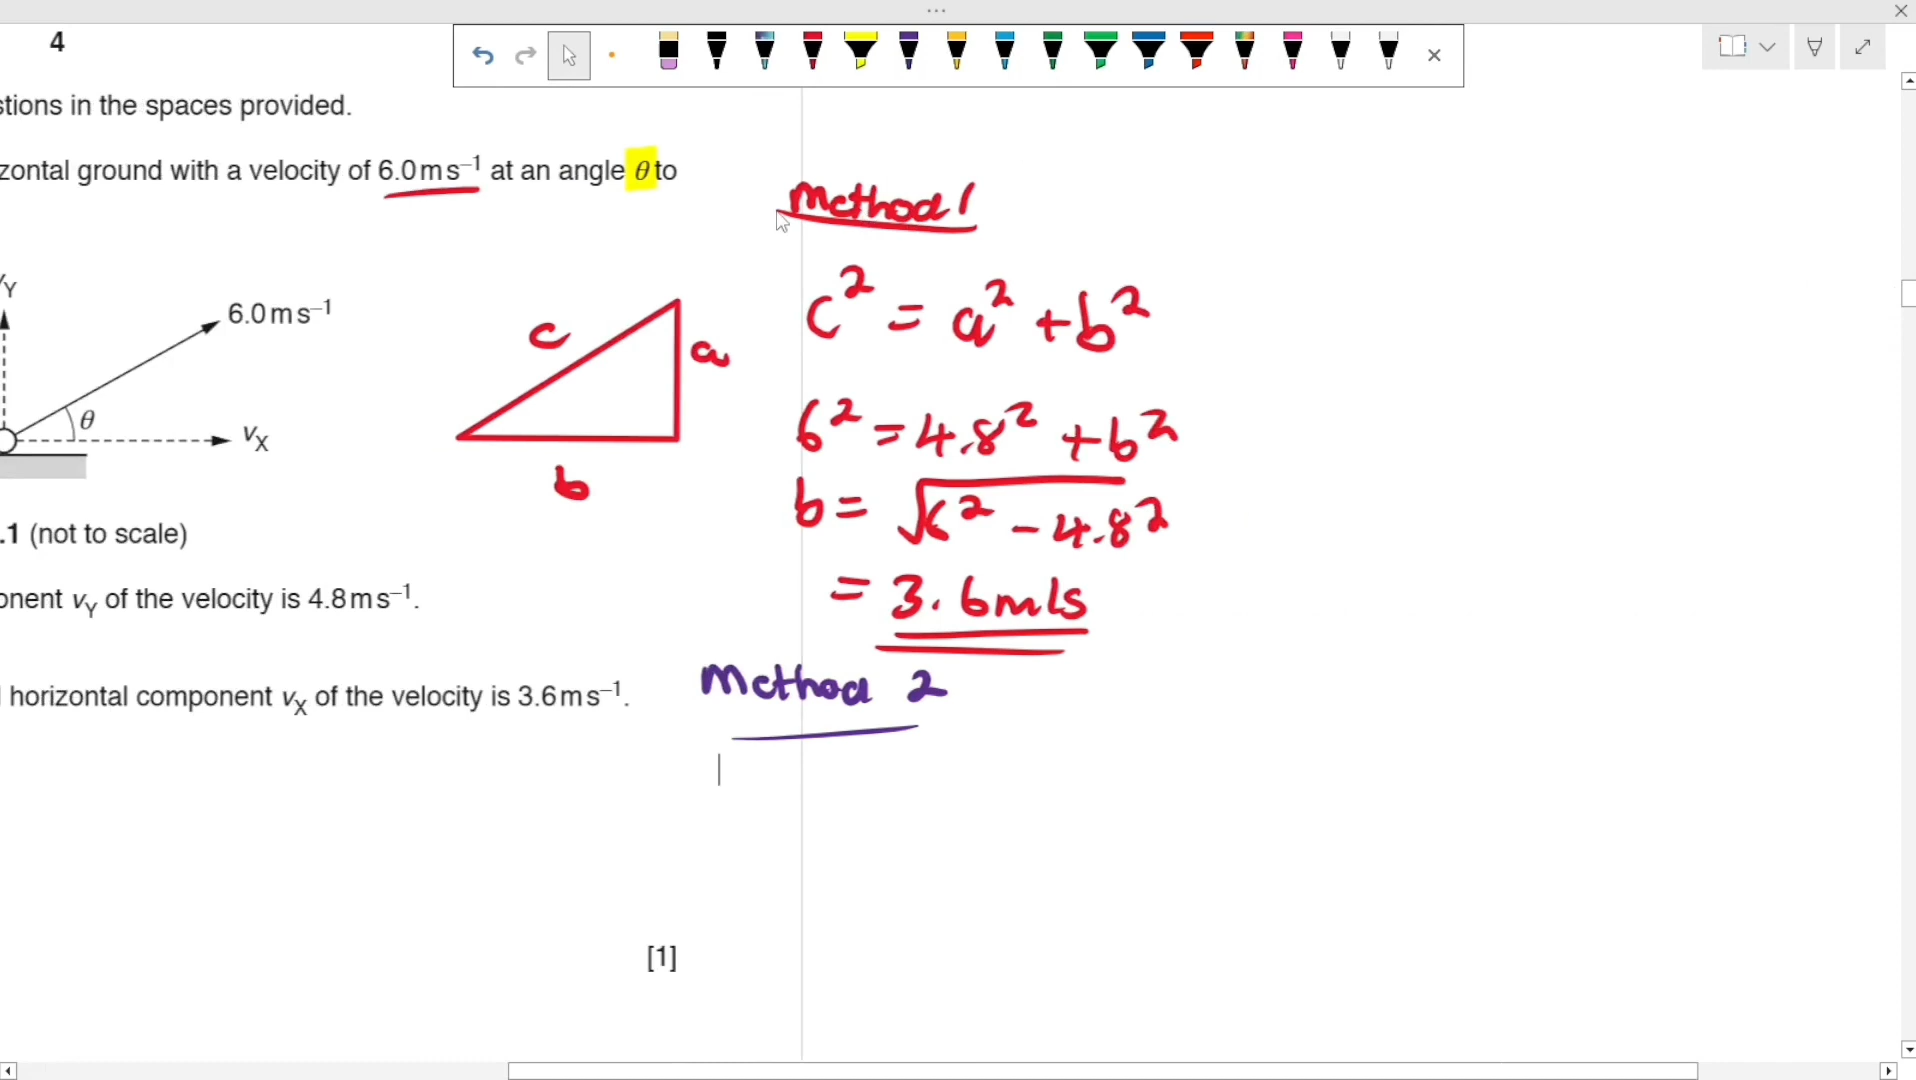 4
stions in the spaces provided.
zontal ground with a velocity of 6.0 m s⁻¹ at an angle θ to
Method 1
Y
6.0 m s⁻¹
c² = a² + b²
c
a
θ
vX
6² = 4.8² + b²
b
b = √6² − 4.8²
.1 (not to scale)
= 3.6 m/s
onent vY of the velocity is 4.8 m s⁻¹.
horizontal component vX of the velocity is 3.6 m s⁻¹.
Method 2
[1]